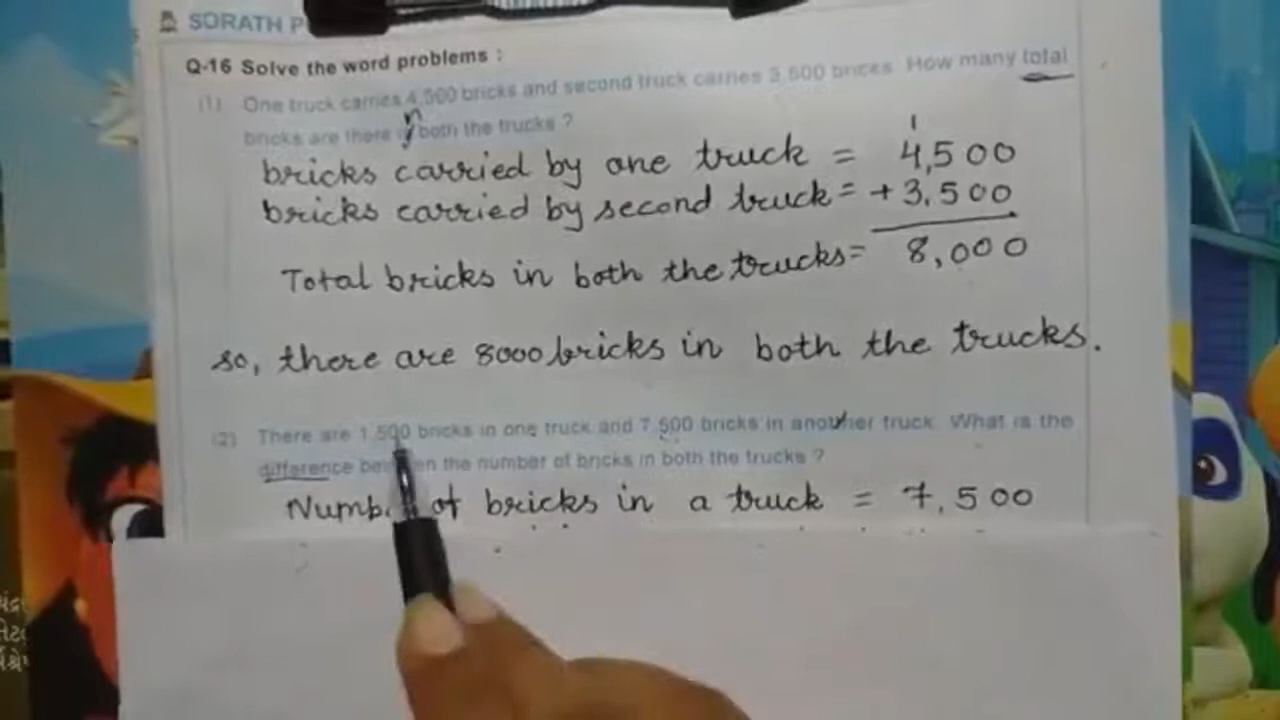 SORATH P
Q-16 Solve the word problems :
(1) One truck carries 4,500 bricks and second truck carries 3,500 bricks. How many total
bricks are there in both the trucks ?
bricks carried by one truck = 4,500
bricks carried by second truck = + 3,500
1
Total bricks in both the trucks = 8,000
so, there are 8000 bricks in both the trucks.
(2) There are 1,500 bricks in one truck and 7,500 bricks in another truck. What is the
difference between the number of bricks in both the trucks ?
Number of bricks in a truck = 7,500